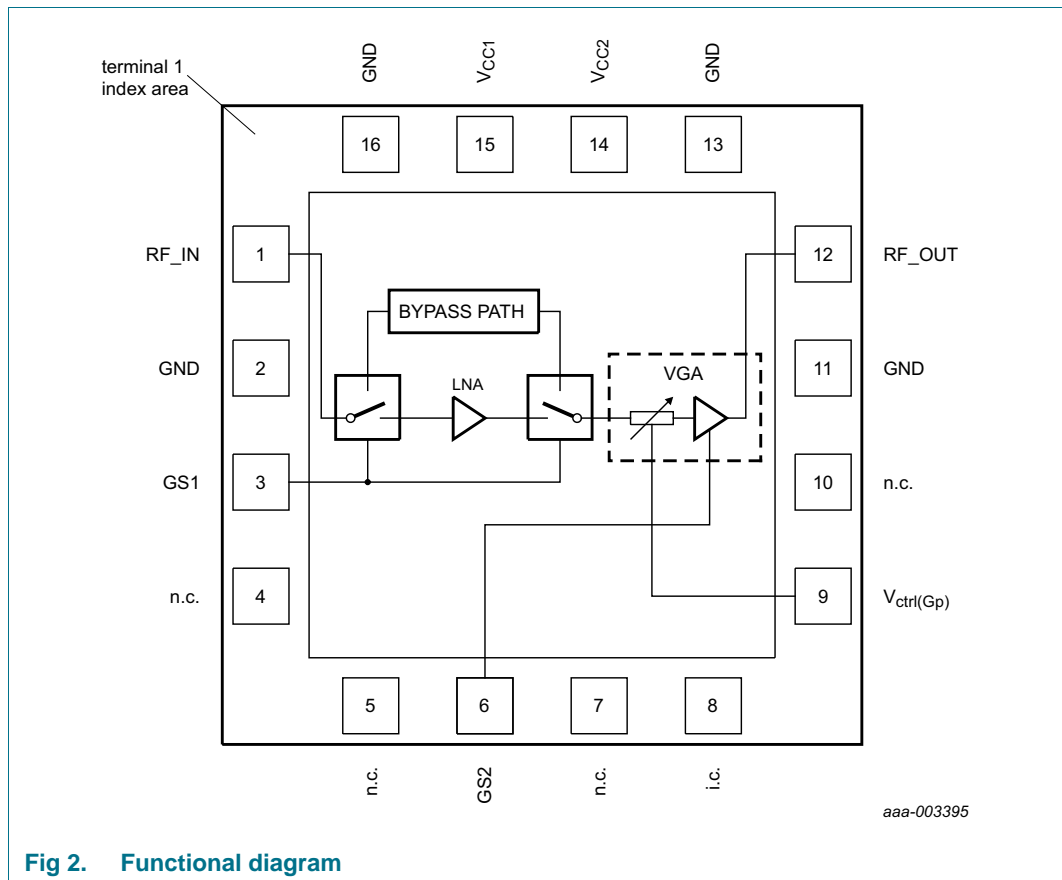 terminal 1
index area
GND
VCC1
VCC2
GND
16
15
14
13
RF_IN
1
12
RF_OUT
BYPASS PATH
GND
2
LNA
VGA
11
GND
GS1
3
10
n.c.
n.c.
4
9
Vctrl(Gp)
5
6
7
8
n.c.
GS2
n.c.
i.c.
aaa-003395
Fig 2. Functional diagram